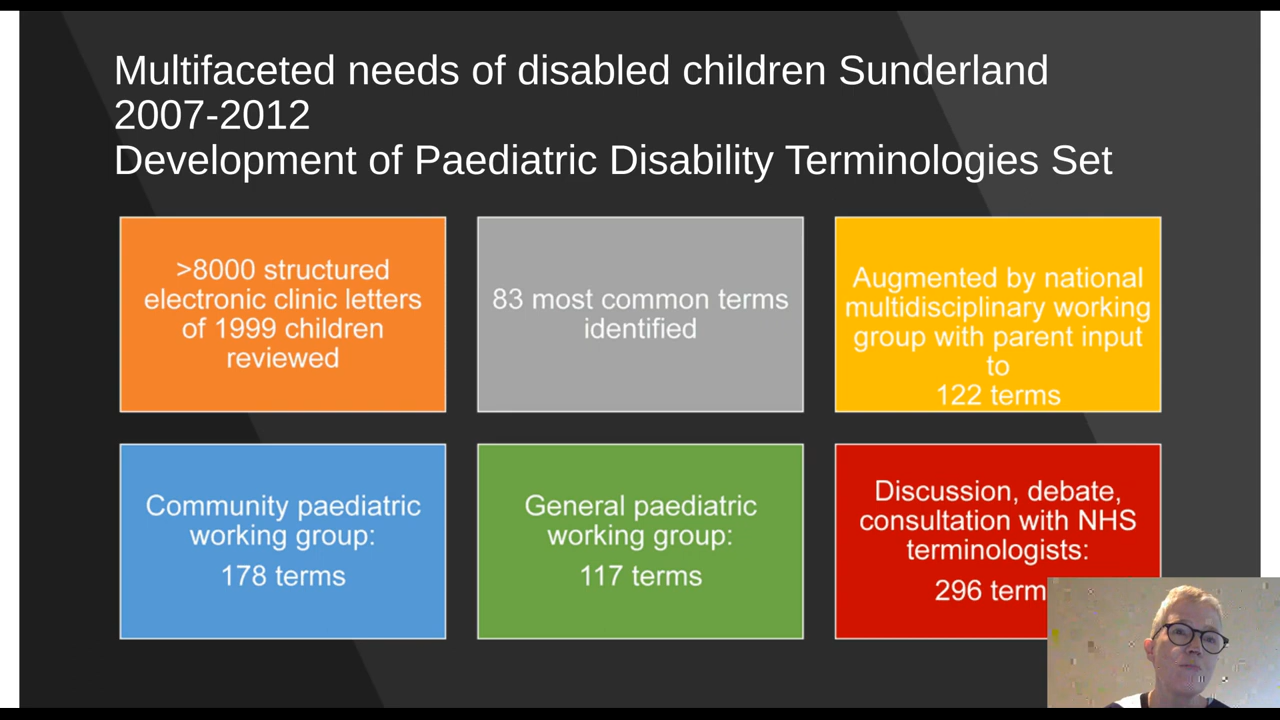 Multifaceted needs of disabled children Sunderland
2007-2012
Development of Paediatric Disability Terminologies Set
>8000 structured
electronic clinic letters
of 1999 children
reviewed
83 most common terms
identified
Augmented by national
multidisciplinary working
group with parent input
to
122 terms
Community paediatric
working group:
178 terms
General paediatric
working group:
117 terms
Discussion, debate,
consultation with NHS
terminologists:
296 term